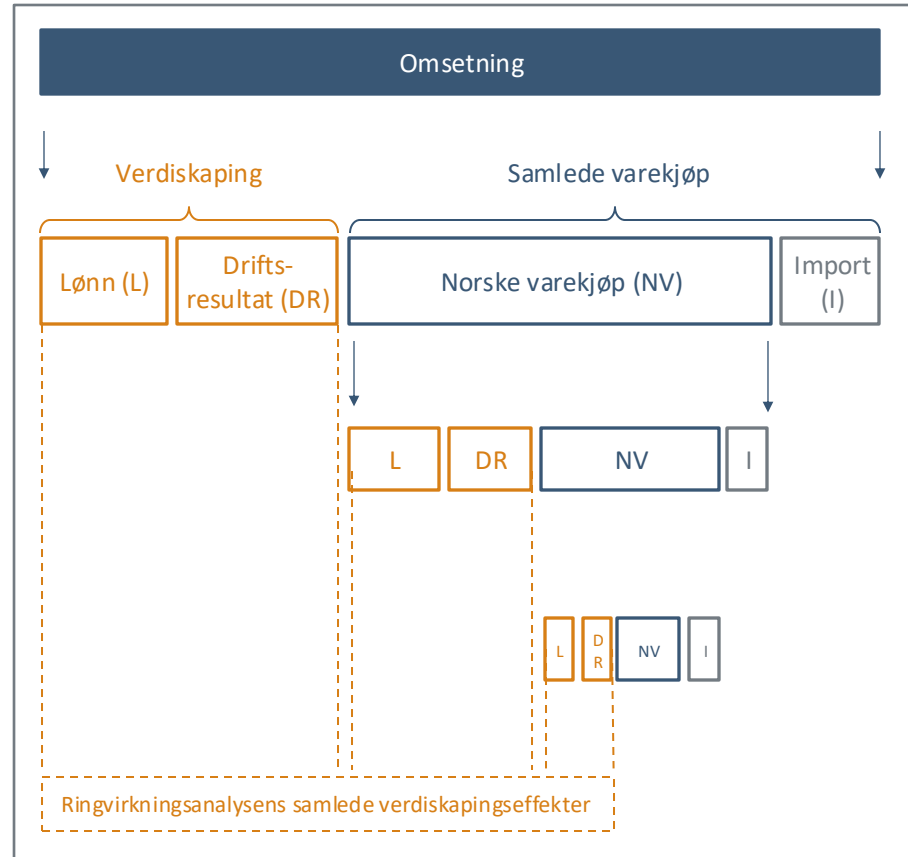 Omsetning
Verdiskaping
Samlede varekjøp
Lønn (L)
Drifts-
resultat (DR)
Norske varekjøp (NV)
Import
(I)
L
DR
NV
I
L
D
R
NV
I
Ringvirkningsanalysens samlede verdiskapingseffekter